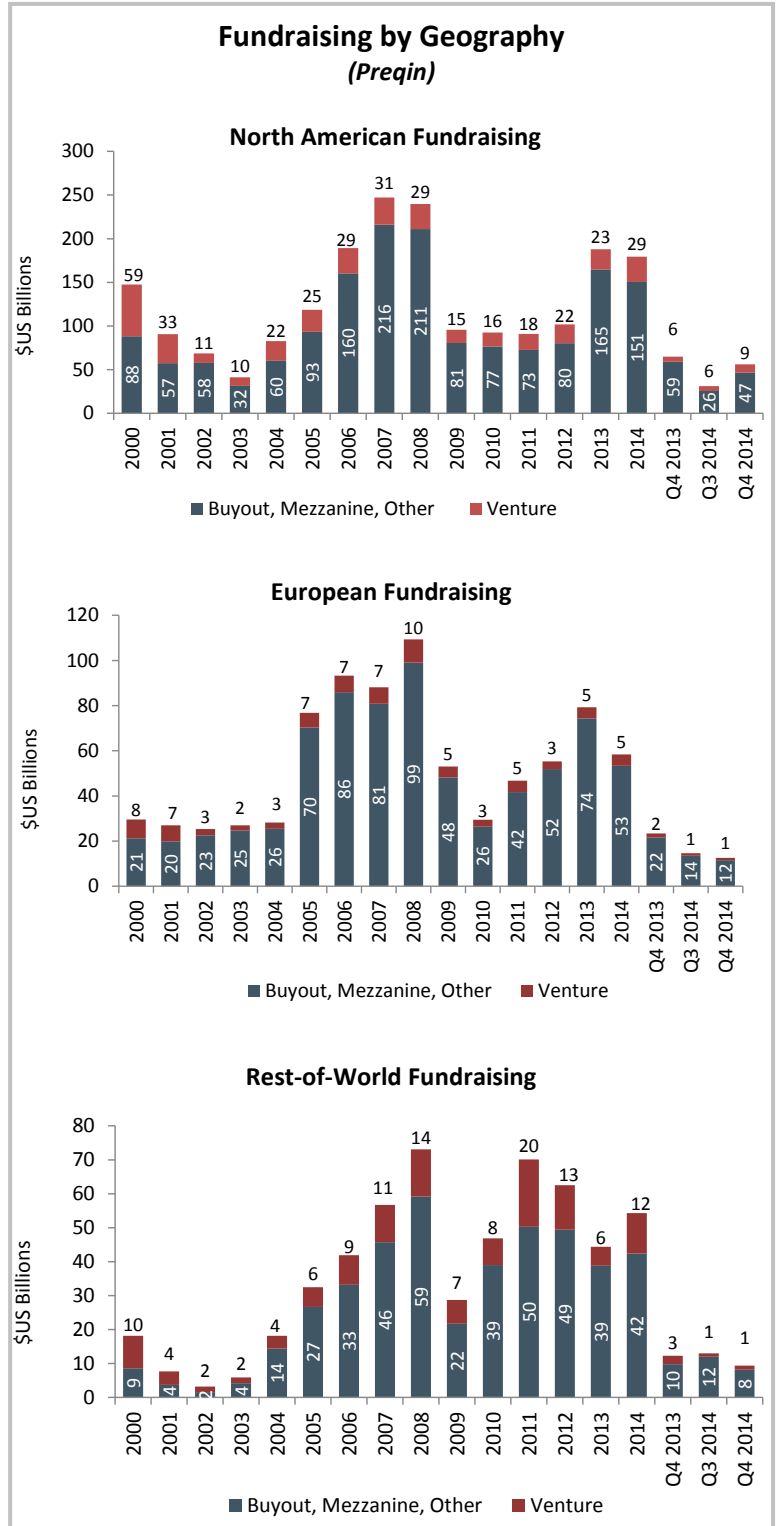 Fundraising by Geography
(Preqin)
North American Fundraising
$US Billions
300
250
200
150
100
50
0
59 33 11 10 22 25 29 31 29 15 16 18 22 23 29 6 6 9
88 57 58 32 60 93 160 216 211 81 77 73 80 165 151 59 26 47
2000 2001 2002 2003 2004 2005 2006 2007 2008 2009 2010 2011 2012 2013 2014 Q4 2013 Q3 2014 Q4 2014
Buyout, Mezzanine, Other Venture
European Fundraising
$US Billions
120
100
80
60
40
20
0
8 7 3 2 3 7 7 7 10 5 3 5 3 5 5 2 1 1
21 20 23 25 26 70 86 81 99 48 26 42 52 74 53 22 14 12
2000 2001 2002 2003 2004 2005 2006 2007 2008 2009 2010 2011 2012 2013 2014 Q4 2013 Q3 2014 Q4 2014
Buyout, Mezzanine, Other Venture
Rest-of-World Fundraising
$US Billions
80
70
60
50
40
30
20
10
0
10 4 2 2 4 6 9 11 14 7 8 20 13 6 12 3 1 1
9 4 2 4 14 27 33 46 59 22 39 50 49 39 42 10 12 8
2000 2001 2002 2003 2004 2005 2006 2007 2008 2009 2010 2011 2012 2013 2014 Q4 2013 Q3 2014 Q4 2014
Buyout, Mezzanine, Other Venture